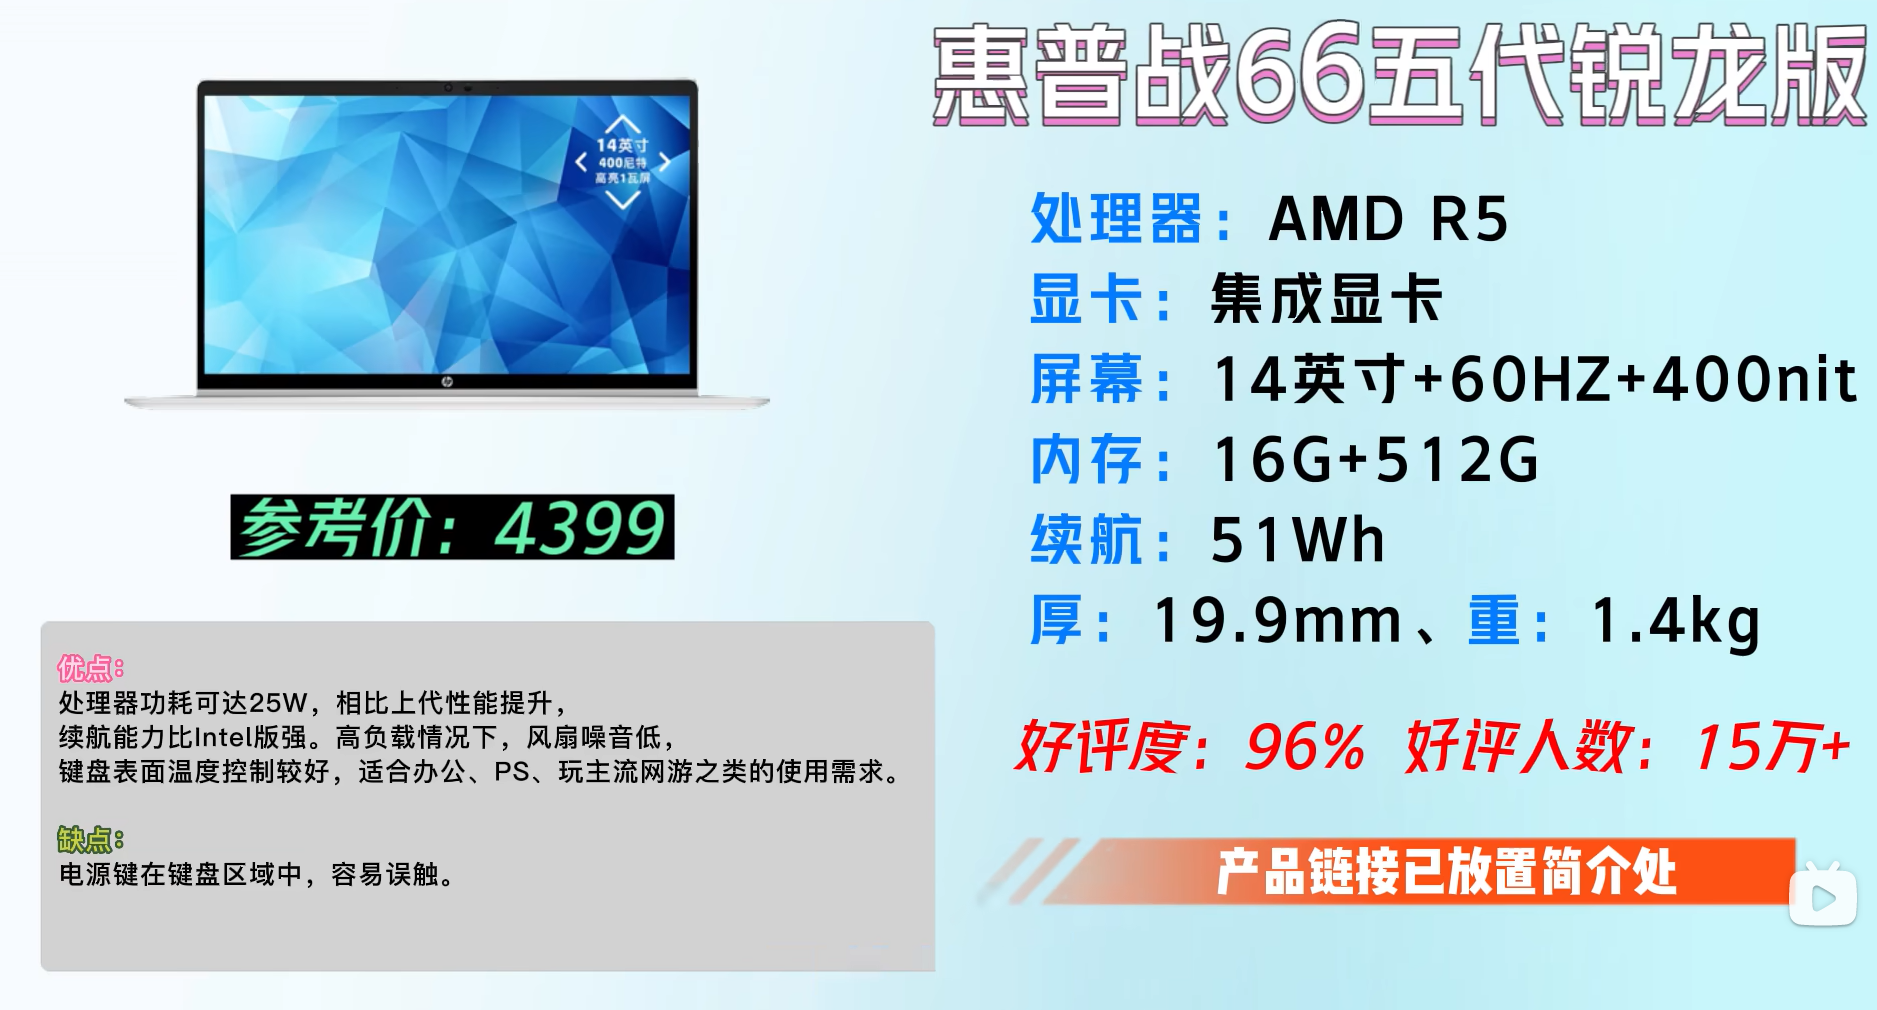 惠普战66五代锐龙版
14英寸
400尼特
高亮1瓦屏
hp
处理器：AMD R5
显卡：集成显卡
屏幕：14英寸+60HZ+400nit
内存：16G+512G
续航：51Wh
厚：19.9mm、重：1.4kg
参考价：4399
优点：
处理器功耗可达25W，相比上代性能提升，
续航能力比Intel版强。高负载情况下，风扇噪音低，
键盘表面温度控制较好，适合办公、PS、玩主流网游之类的使用需求。
缺点：
电源键在键盘区域中，容易误触。
好评度：96% 好评人数：15万+
产品链接已放置简介处